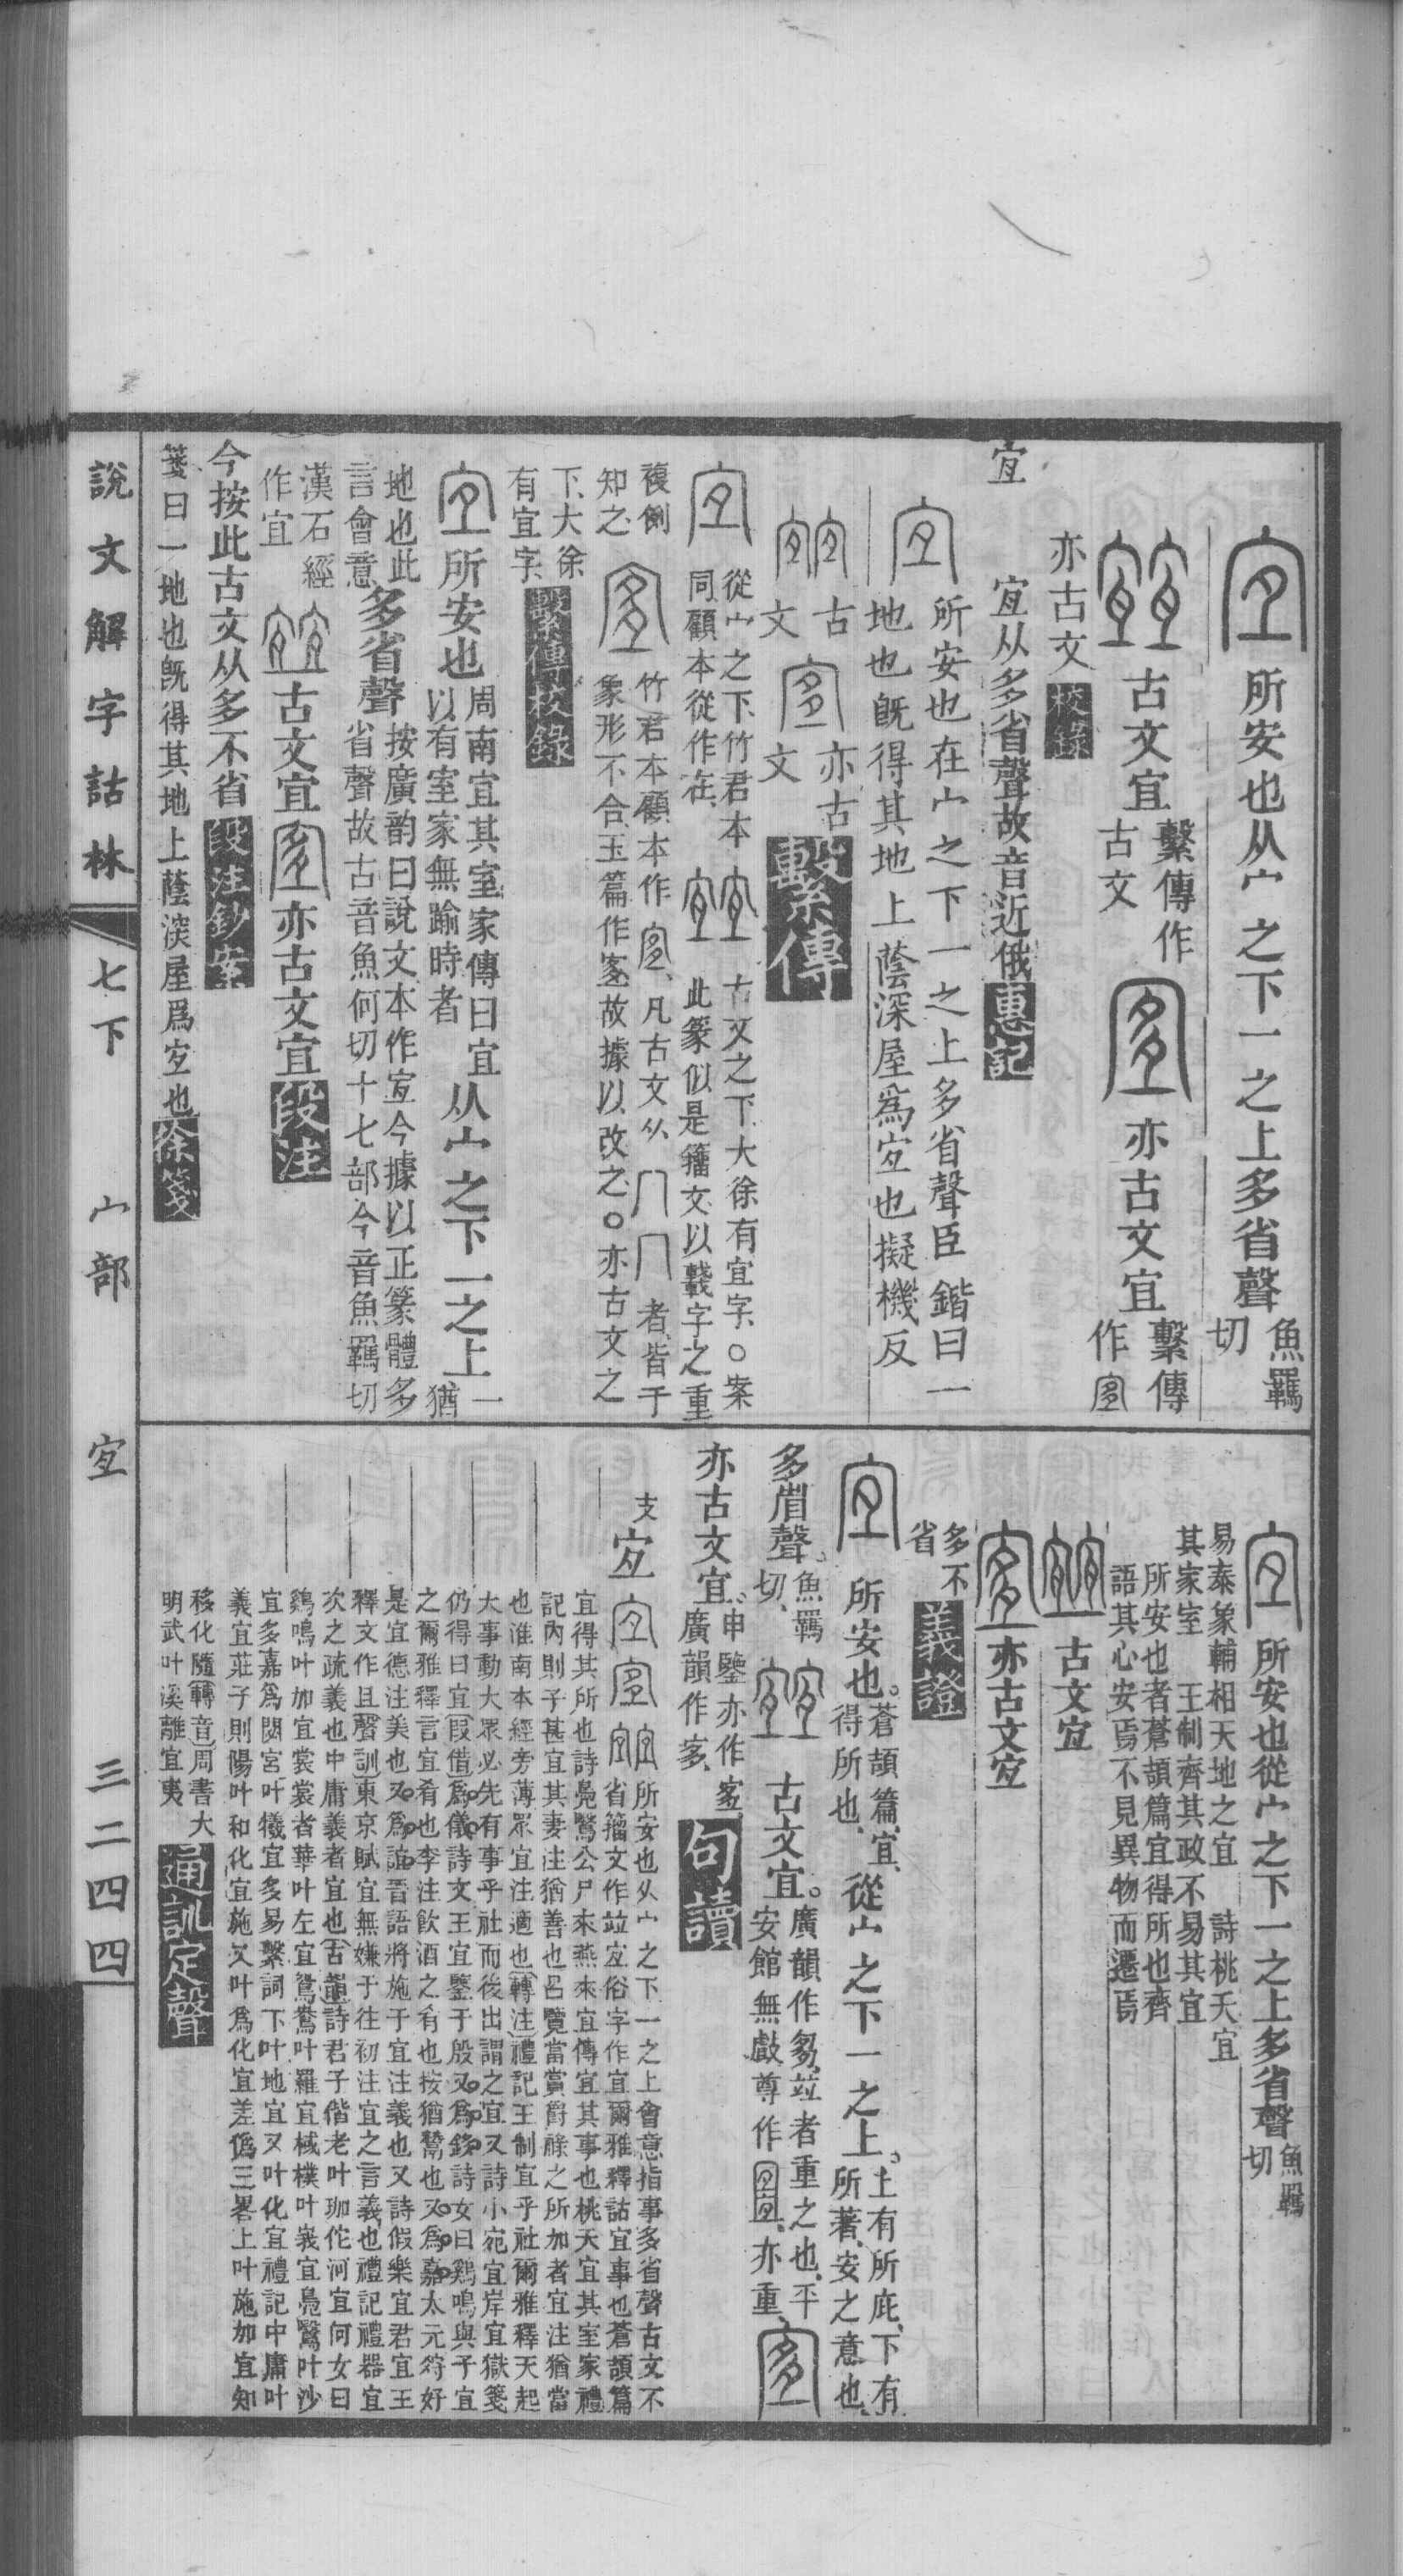 所安也从宀之下一之上多省聲魚羈切
古文宜繫傳作古文
亦古文宜繫傳作
亦古文校錄
宜
宜从多省聲故音近俄惠記
所安也在宀之下一之上多省聲臣鍇曰一
地也旣得其地上蔭深屋爲宜也擬機反
古文
亦古文
繫傳
從宀之下、竹君本
同、顧本從作在、
古文之下、大徐有宜字、○案
此篆似是籀文、以䡨字之重
複例
知之、
竹君本、顧本作、凡古文从、者、皆于
象形不合、玉篇作、故據以改之、○亦古文之
下、大徐
有宜字、繫傳校錄
所安也周南宜其室家傳曰宜
以有室家無踰時者从宀之下一之上一猶
地也此
言會意多省聲按廣韵曰說文本作宐今據以正篆體多
省聲故古音魚何切十七部今音魚羈切
漢石經
作宜
古文宜亦古文宜段注
今按此古文从多不省段注鈔案
箋曰一地也旣得其地上蔭深屋爲宐也徐箋
所安也從宀之下一之上多省聲魚羈切
易泰象輔相天地之宜 詩桃夭宜
其家室 王制齊其政不易其宜
所安也者蒼頡篇宜得所也齊
語其心安焉不見異物而遷焉
古文宜
亦古文宜
多不
省義證
所安也。蒼頡篇、宜、
得所也、從宀之下一之上。上有所庇、下有
所著、安之意也、
多省聲。魚羈
切、古文宜。廣韻作、竝者重之也、平
安館無㪤尊作、亦重、
亦古文宜、申鑒亦作、
廣韻作、句讀
支
宜所安也从宀之下一之上會意指事多省聲古文不
省籀文作竝宐俗字作宜爾雅釋詁宜事也蒼頡篇
宜得其所也詩鳧鷖公尸來燕來宜傳宜其事也桃夭宜其室家禮
記內則子甚宜其妻注猶善也呂覽當賞爵祿之所加者宜注猶當
也淮南本經旁薄眾宜注適也轉注禮記王制宜乎社爾雅釋天起
大事動大眾必先有事乎社而後出謂之宜又詩小宛宜岸宜獄箋
仍得曰宜叚借爲儀詩文王宜鑒于殷又爲詩女曰鷄鳴與子宜
之爾雅釋言宜肴也李注飲酒之肴也按猶也又爲嘉太元好
是宜德注美也又爲誼晉語將施于宜注義也又詩假樂宜君宜王
釋文作且聲訓東京賦宜無嫌于往初注宜之言義也禮記禮器宜
次之疏義也中庸義者宜也古韻詩君子偕老叶珈佗河宜何女曰
鷄鳴叶加宜裳裳者華叶左宜鴛鴦叶羅宜棫樸叶峩宜鳧鷖叶沙
宜多嘉爲閟宮叶犧宜多易繫詞下叶地宜又叶化宜禮記中庸叶
義宜莊子則陽叶和化宜施又叶爲化宜差僞三畧上叶施加宜知
移化隨轉音周書大
明武叶溪離宜夷通訓定聲
說文解字詁林 七下 宀部 宐 三二四四